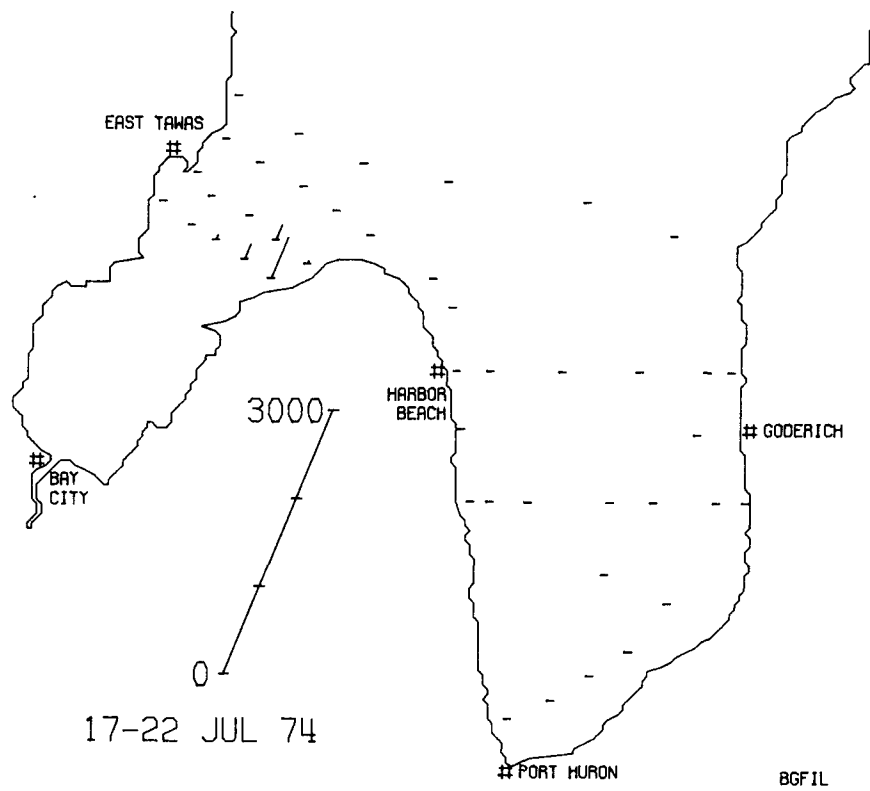 EAST TAWAS
3000
HARBOR
BEACH
GODERICH
BAY
CITY
0
17-22 JUL 74
PORT HURON
BGFIL